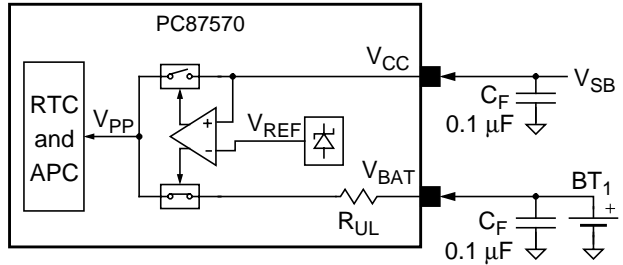 PC87570
V_CC
V_SB
C_F
0.1 µF
RTC
and
APC
V_PP
+
-
V_REF
V_BAT
R_UL
BT_1
+
C_F
0.1 µF